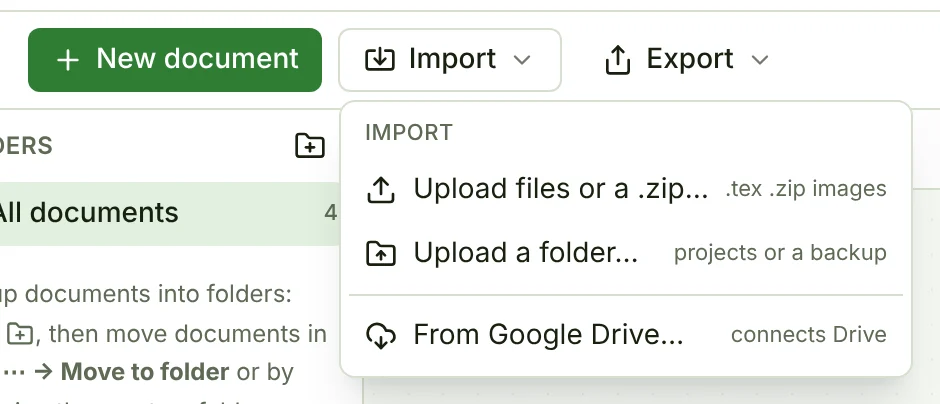 New document Import Export
IMPORT
Upload files or a .zip... .tex .zip images
Upload a folder... projects or a backup
From Google Drive... connects Drive
DERS
All documents 4
up documents into folders:
, then move documents in
⋯ → Move to folder or by